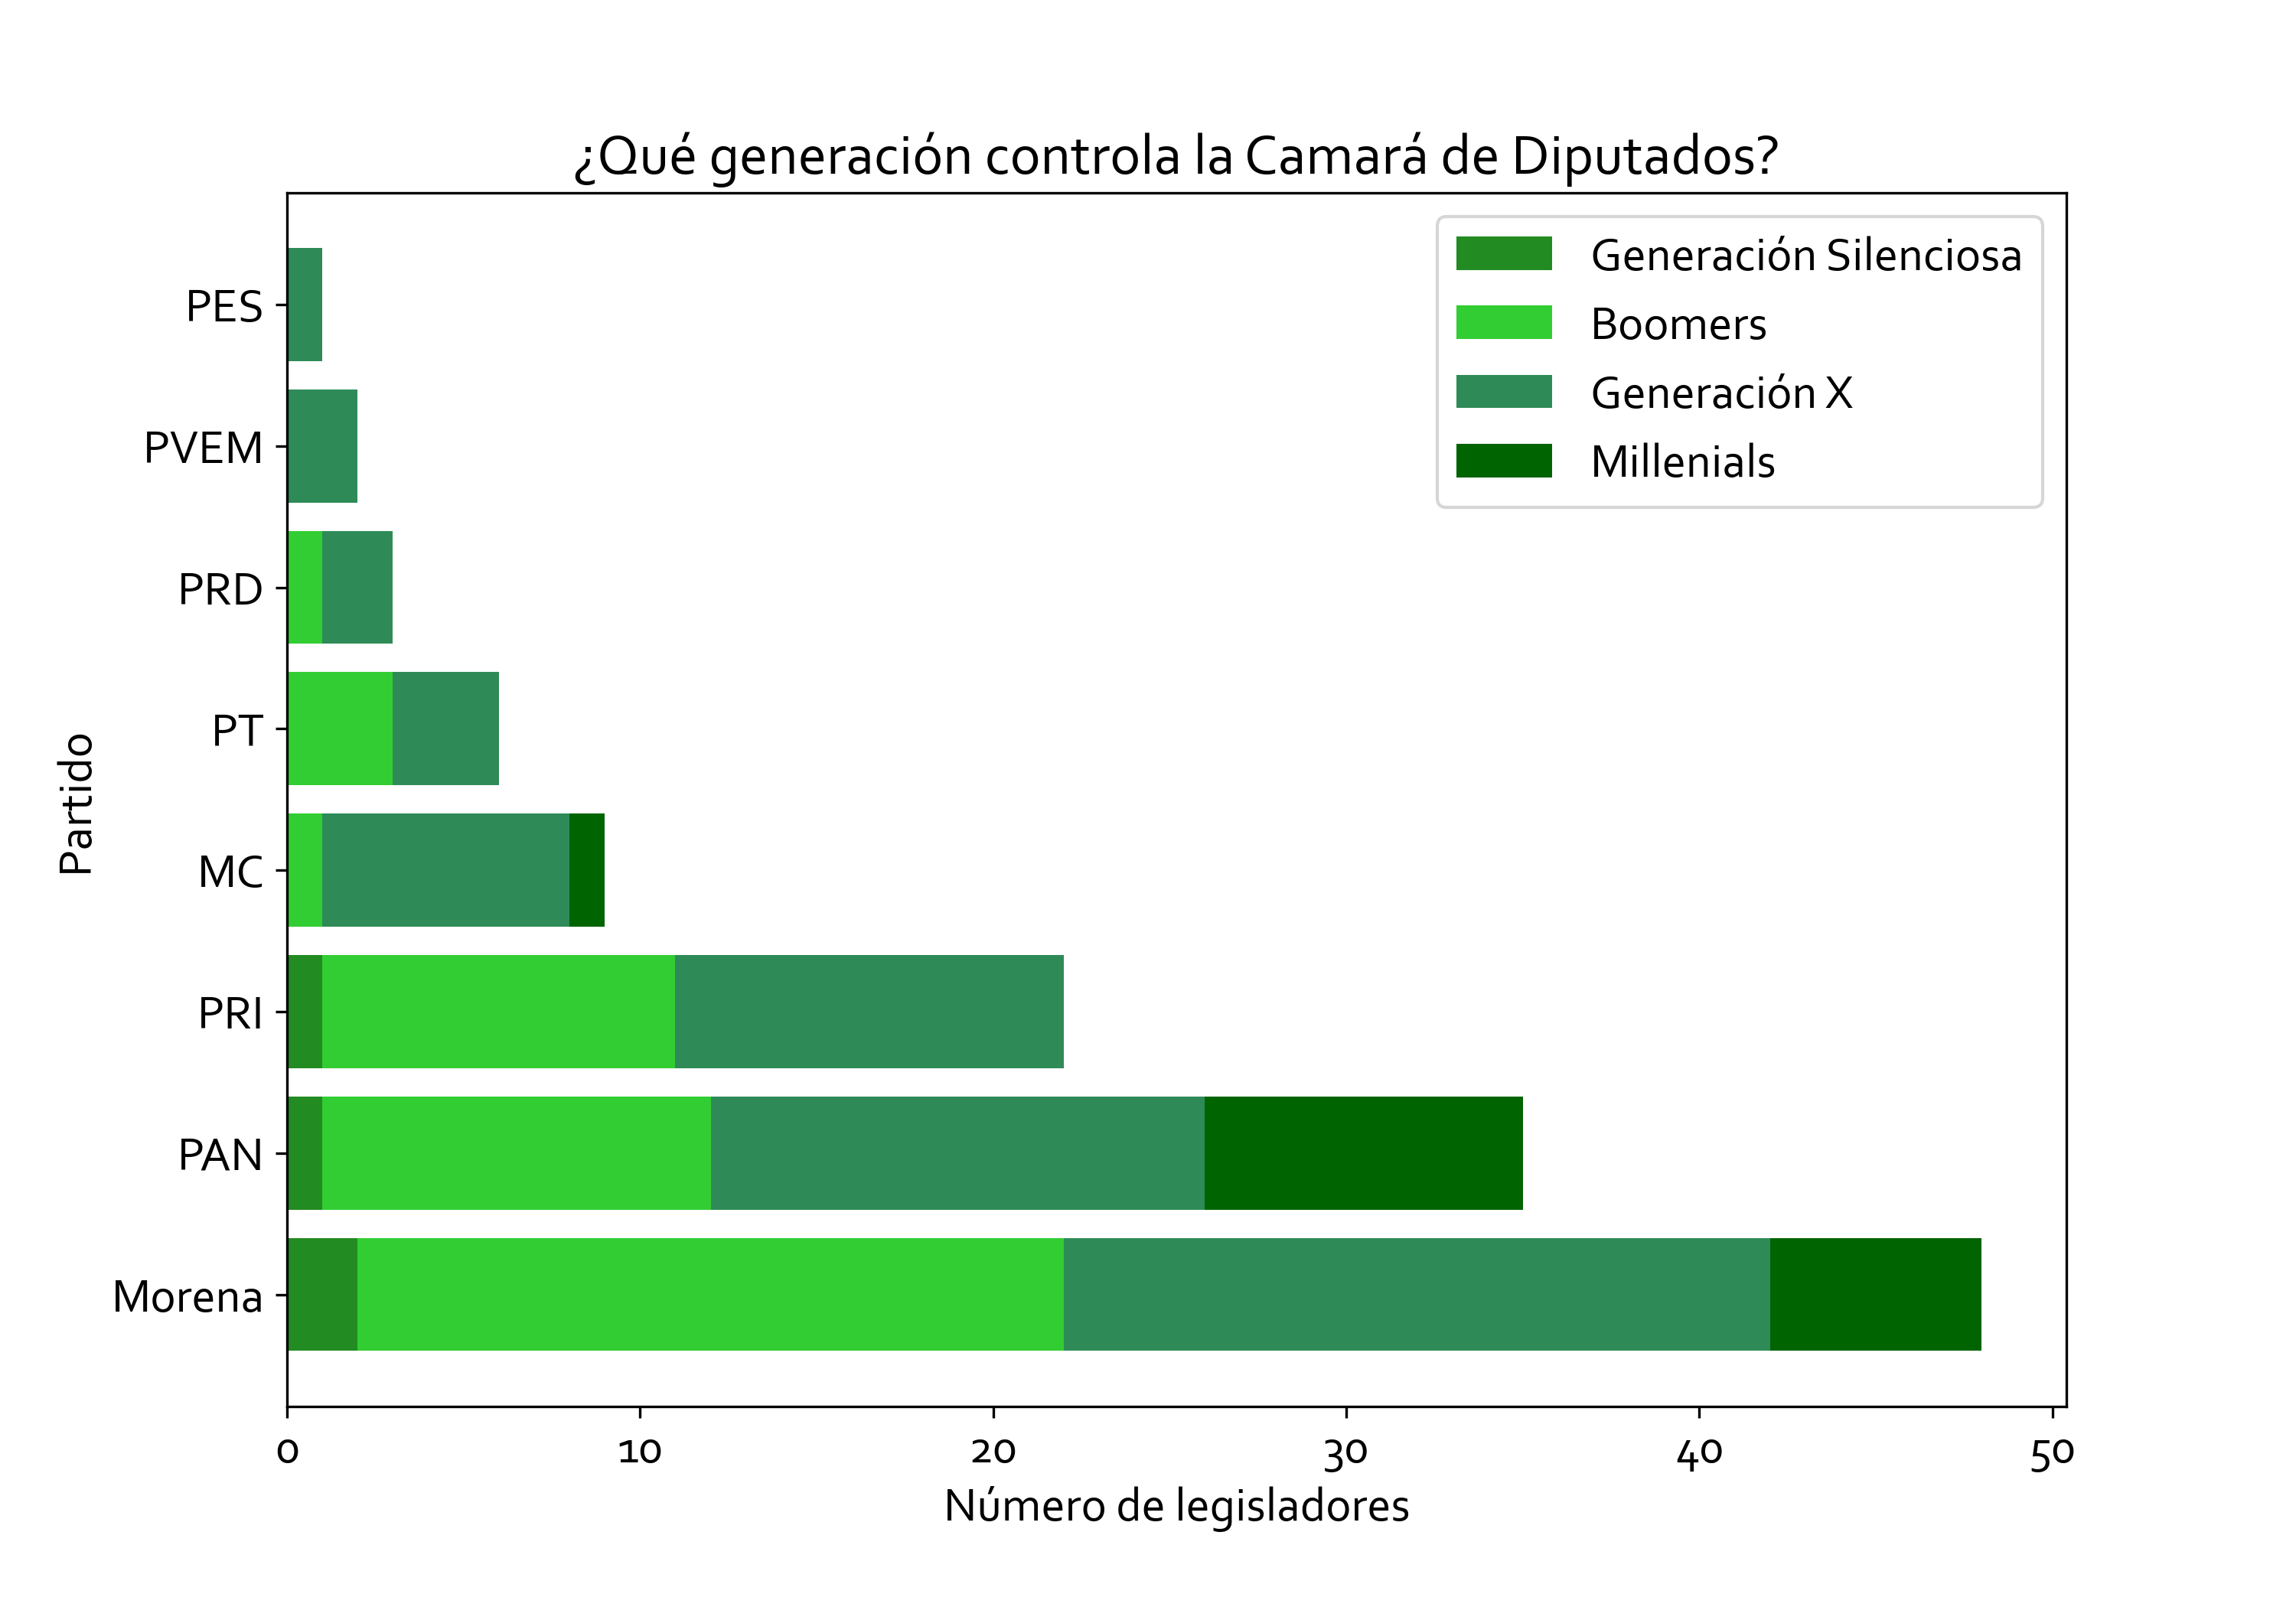 ¿Qué generación controla la Camará de Diputados?
Generación Silenciosa
Boomers
Generación X
Millenials
PES
PVEM
PRD
PT
MC
PRI
PAN
Morena
Partido
0 10 20 30 40 50
Número de legisladores